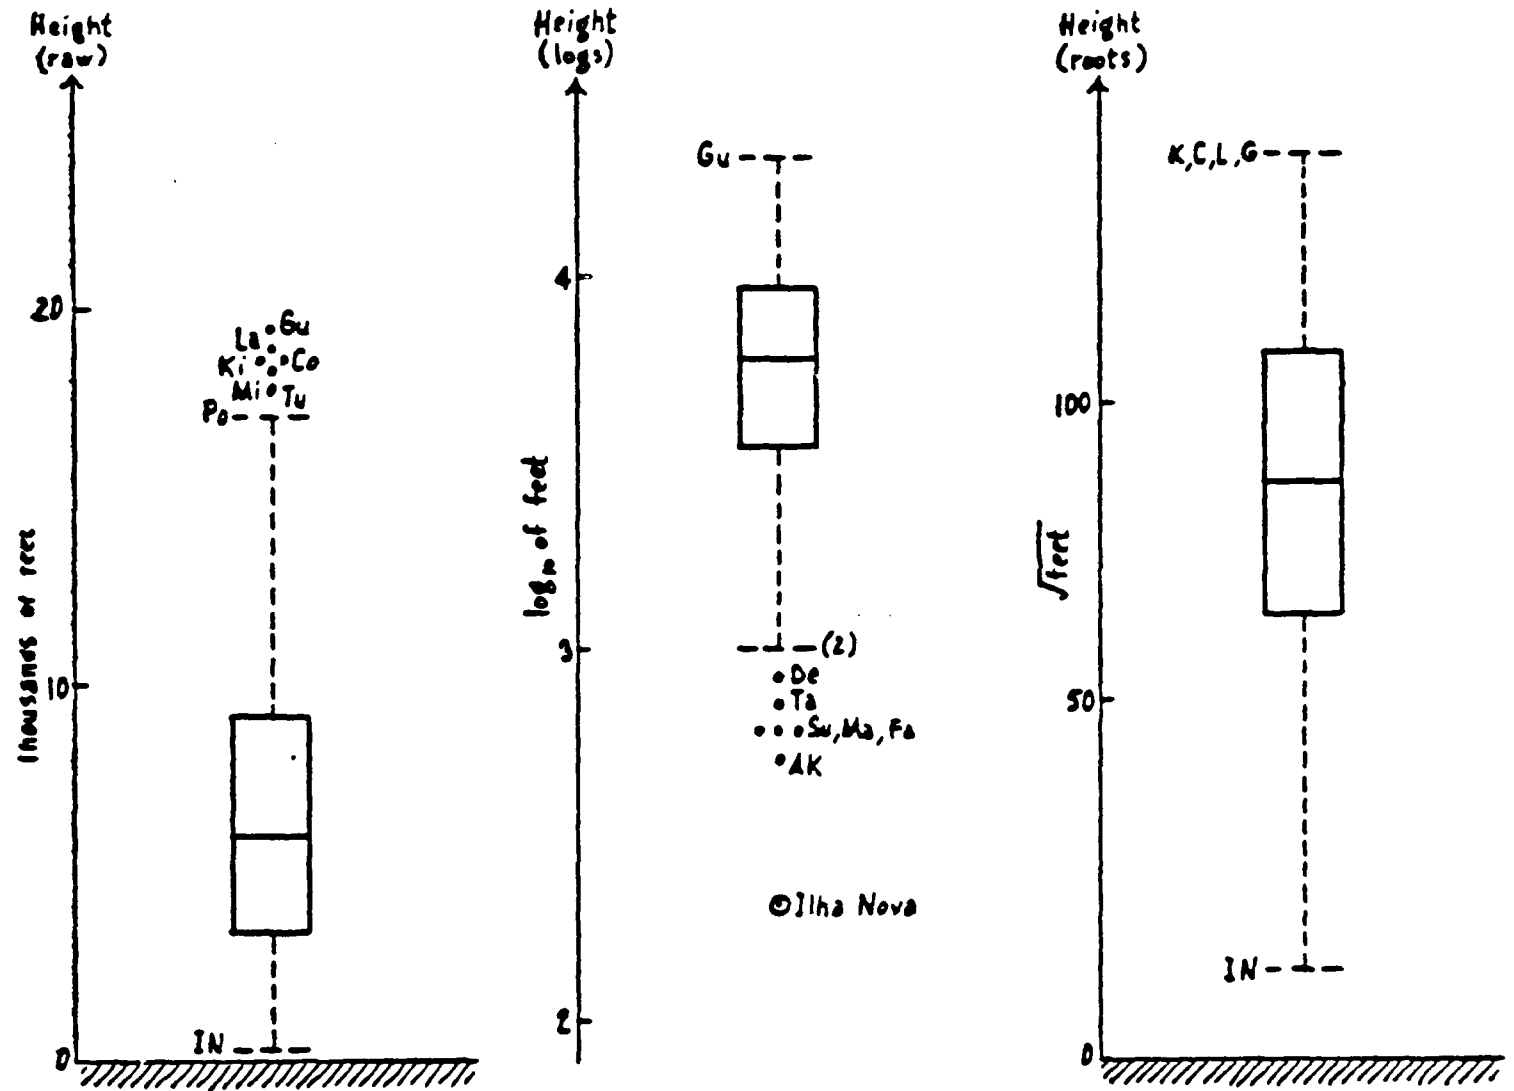 Height
(raw)
20
10
0
Thousands of feet
Gu
La
Ki
Co
Mi
Tu
Po
IN
Height
(logs)
4
3
2
log10 of feet
Gu
(2)
De
Ta
Su, Ma, Fa
AK
Ilha Nova
Height
(roots)
100
50
0
√feet
K,C,L,G
IN